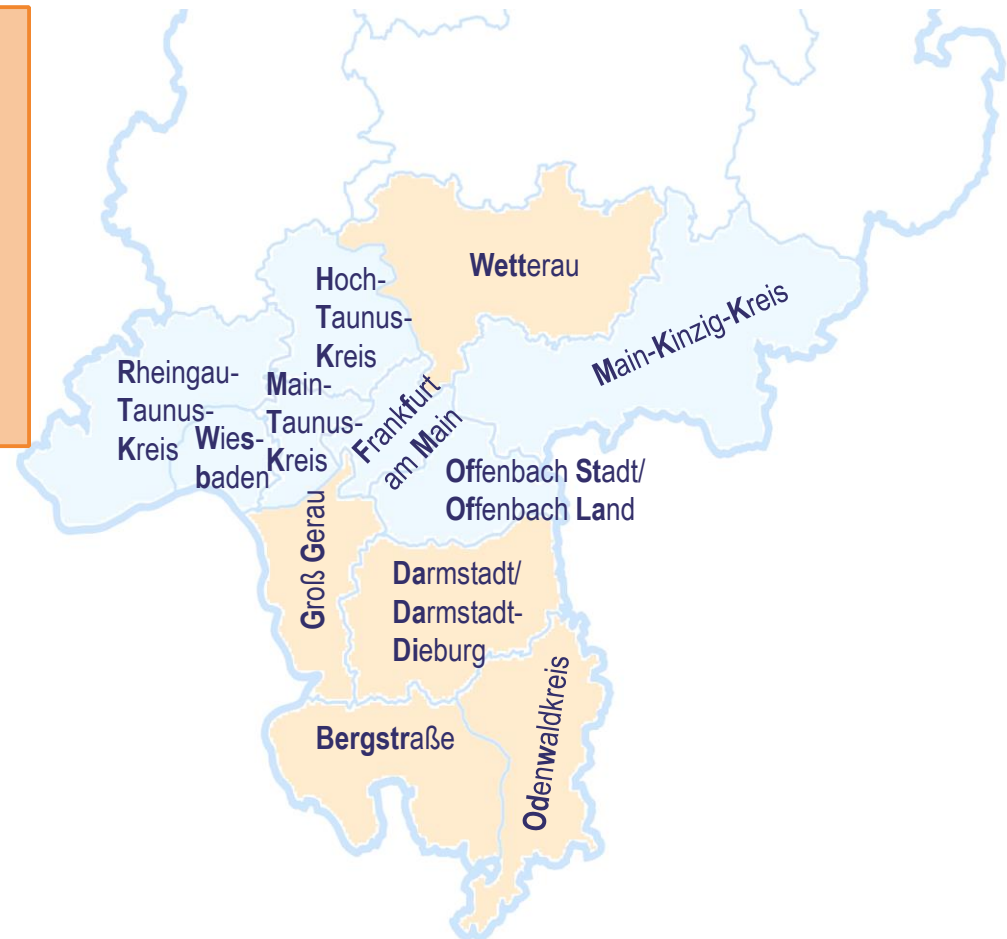 Wetterau
Hoch-
Taunus-
Kreis
Main-Kinzig-Kreis
Rheingau-
Taunus-
Kreis
Wies-
baden
Main-
Taunus-
Kreis
Frankfurt
am Main
Offenbach Stadt/
Offenbach Land
Groß Gerau
Darmstadt/
Darmstadt-
Dieburg
Bergstraße
Odenwaldkreis